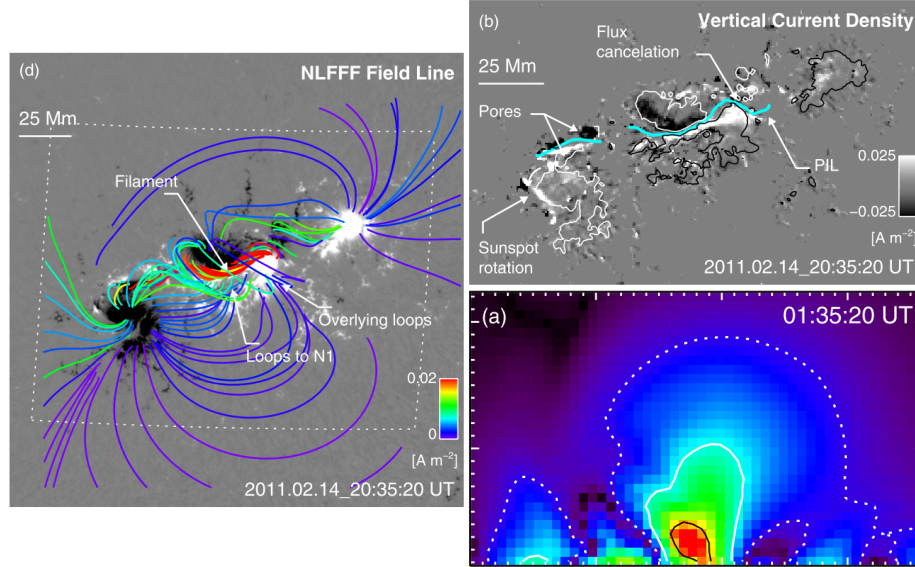 (d)
NLFFF Field Line
25 Mm
Filament
Overlying loops
Loops to N1
0.02
0
[A m⁻²]
2011.02.14_20:35:20 UT
(b)
Vertical Current Density
Flux
cancelation
25 Mm
Pores
PIL
0.025
−0.025
[A m⁻²]
Sunspot
rotation
2011.02.14_20:35:20 UT
(a)
01:35:20 UT